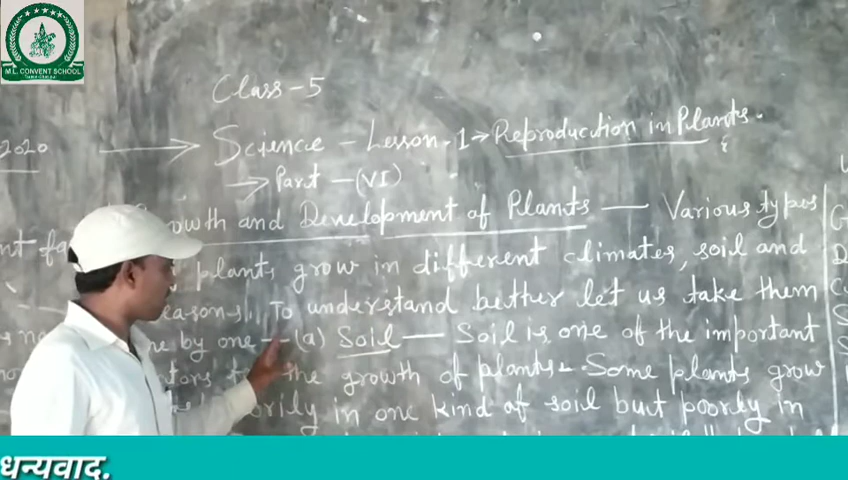 M.L. CONVENT SCHOOL
Class-5
2020 → Science - Lesson-1→ Reproduction in Plants.
→ Part -(VI)
owth and Development of Plants — Various types
plants grow in different climates, soil and
easons. To understand better let us take them
by one — (a) Soil — Soil is one of the important
tors the growth of plants. Some plants grow
orily in one kind of soil but poorly in
धन्यवाद.